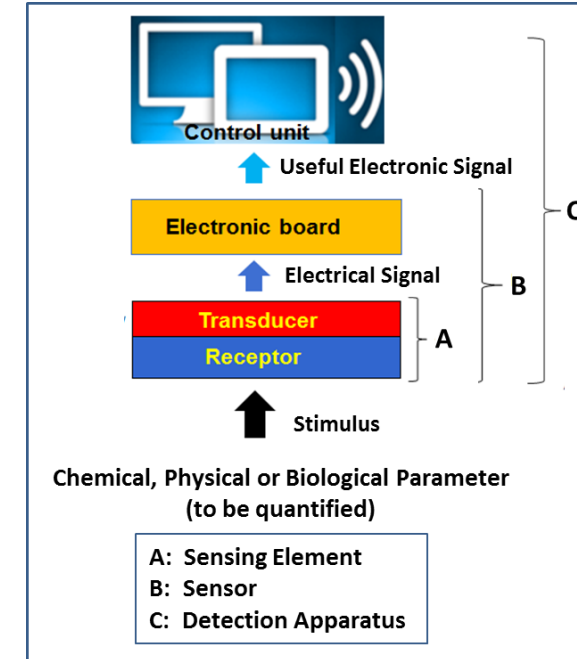 Control unit
Useful Electronic Signal
Electronic board
C
Electrical Signal
B
Transducer
A
Receptor
Stimulus
Chemical, Physical or Biological Parameter
(to be quantified)
A: Sensing Element
B: Sensor
C: Detection Apparatus